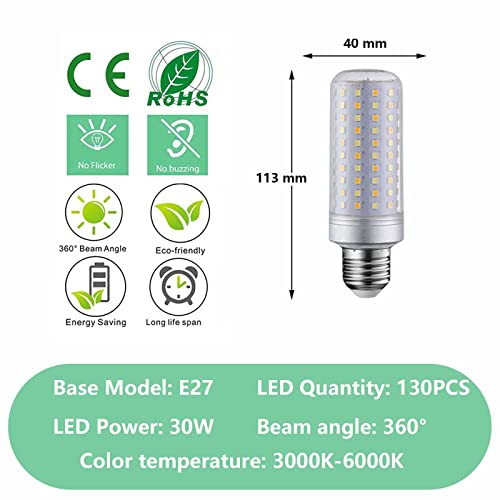 40 mm
CE
RoHS
No Flicker
No buzzing
113 mm
360° Beam Angle
Eco-friendly
Energy Saving
Long life span
Base Model: E27
LED Quantity: 130PCS
LED Power: 30W
Beam angle: 360°
Color temperature: 3000K-6000K